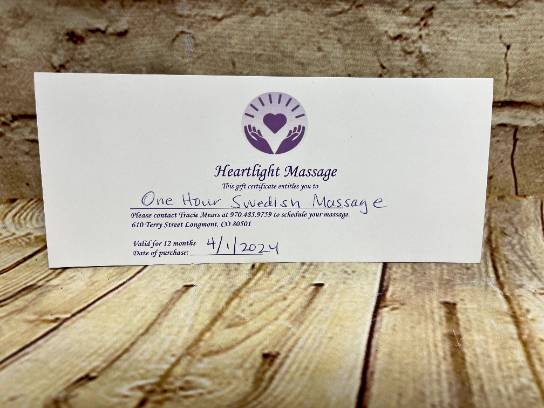 Heartlight Massage
This gift certificate entitles you to
One Hour Swedish Massage
Please contact Tracie Mears at 970.485.9759 to schedule your massage.
610 Terry Street Longmont, CO 80501
Valid for 12 months
Date of purchase: 4/1/2024